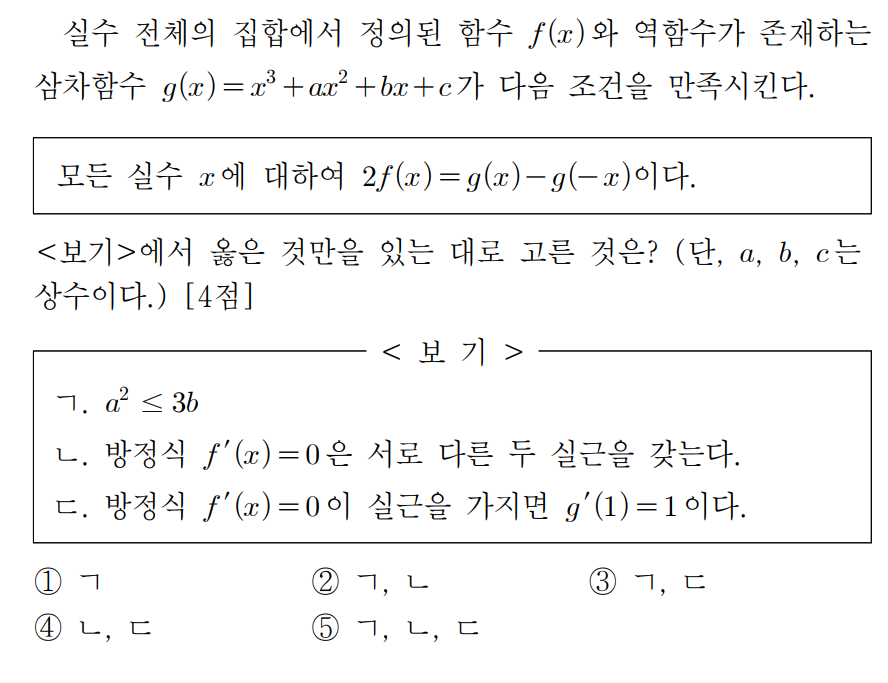 실수 전체의 집합에서 정의된 함수 f(x)와 역함수가 존재하는
삼차함수 g(x)=x³+ax²+bx+c가 다음 조건을 만족시킨다.
모든 실수 x에 대하여 2f(x)=g(x)-g(-x)이다.
<보기>에서 옳은 것만을 있는 대로 고른 것은? (단, a, b, c는
상수이다.) [4점]
< 보 기 >
ㄱ. a² ≤ 3b
ㄴ. 방정식 f′(x)=0은 서로 다른 두 실근을 갖는다.
ㄷ. 방정식 f′(x)=0이 실근을 가지면 g′(1)=1이다.
① ㄱ ② ㄱ, ㄴ ③ ㄱ, ㄷ
④ ㄴ, ㄷ ⑤ ㄱ, ㄴ, ㄷ